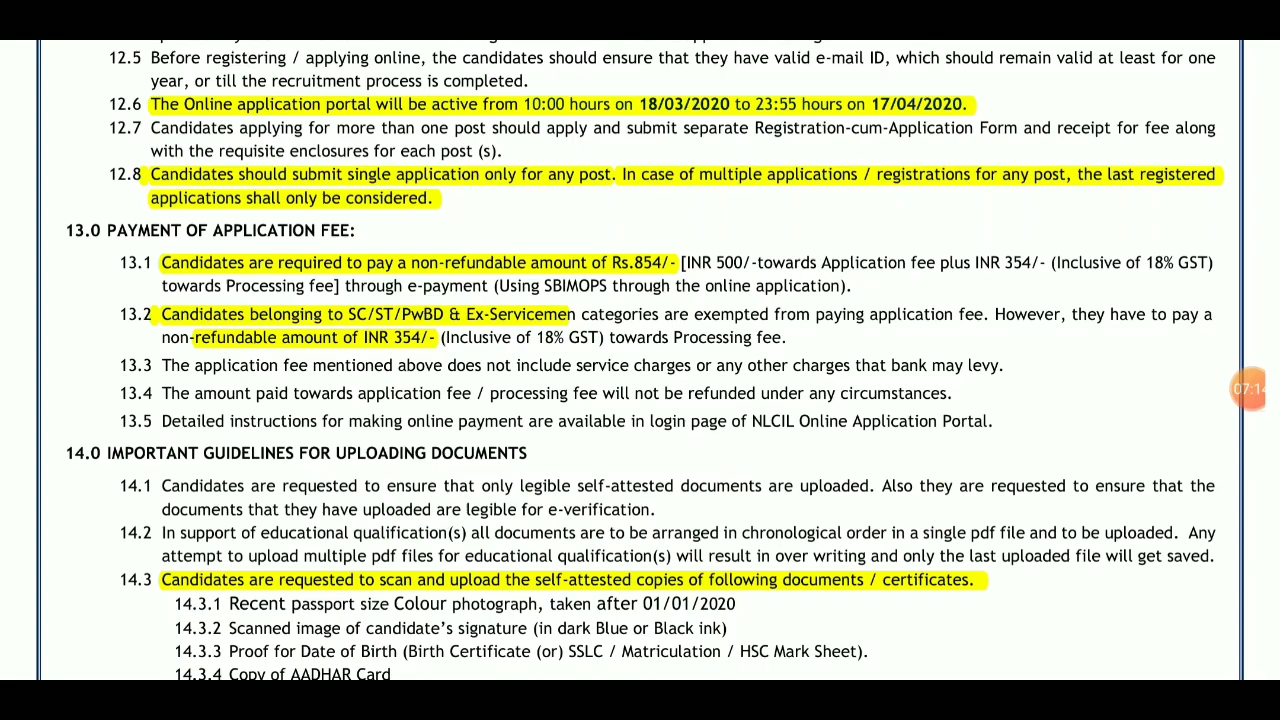 12.5 Before registering / applying online, the candidates should ensure that they have valid e-mail ID, which should remain valid at least for one
year, or till the recruitment process is completed.
12.6 The Online application portal will be active from 10:00 hours on 18/03/2020 to 23:55 hours on 17/04/2020.
12.7 Candidates applying for more than one post should apply and submit separate Registration-cum-Application Form and receipt for fee along
with the requisite enclosures for each post (s).
12.8 Candidates should submit single application only for any post. In case of multiple applications / registrations for any post, the last registered
applications shall only be considered.
13.0 PAYMENT OF APPLICATION FEE:
13.1 Candidates are required to pay a non-refundable amount of Rs.854/- [INR 500/-towards Application fee plus INR 354/- (Inclusive of 18% GST)
towards Processing fee] through e-payment (Using SBIMOPS through the online application).
13.2 Candidates belonging to SC/ST/PwBD & Ex-Servicemen categories are exempted from paying application fee. However, they have to pay a
non-refundable amount of INR 354/- (Inclusive of 18% GST) towards Processing fee.
13.3 The application fee mentioned above does not include service charges or any other charges that bank may levy.
13.4 The amount paid towards application fee / processing fee will not be refunded under any circumstances.
13.5 Detailed instructions for making online payment are available in login page of NLCIL Online Application Portal.
07:14
14.0 IMPORTANT GUIDELINES FOR UPLOADING DOCUMENTS
14.1 Candidates are requested to ensure that only legible self-attested documents are uploaded. Also they are requested to ensure that the
documents that they have uploaded are legible for e-verification.
14.2 In support of educational qualification(s) all documents are to be arranged in chronological order in a single pdf file and to be uploaded. Any
attempt to upload multiple pdf files for educational qualification(s) will result in over writing and only the last uploaded file will get saved.
14.3 Candidates are requested to scan and upload the self-attested copies of following documents / certificates.
14.3.1 Recent passport size Colour photograph, taken after 01/01/2020
14.3.2 Scanned image of candidate's signature (in dark Blue or Black ink)
14.3.3 Proof for Date of Birth (Birth Certificate (or) SSLC / Matriculation / HSC Mark Sheet).
14.3.4 Copy of AADHAR Card